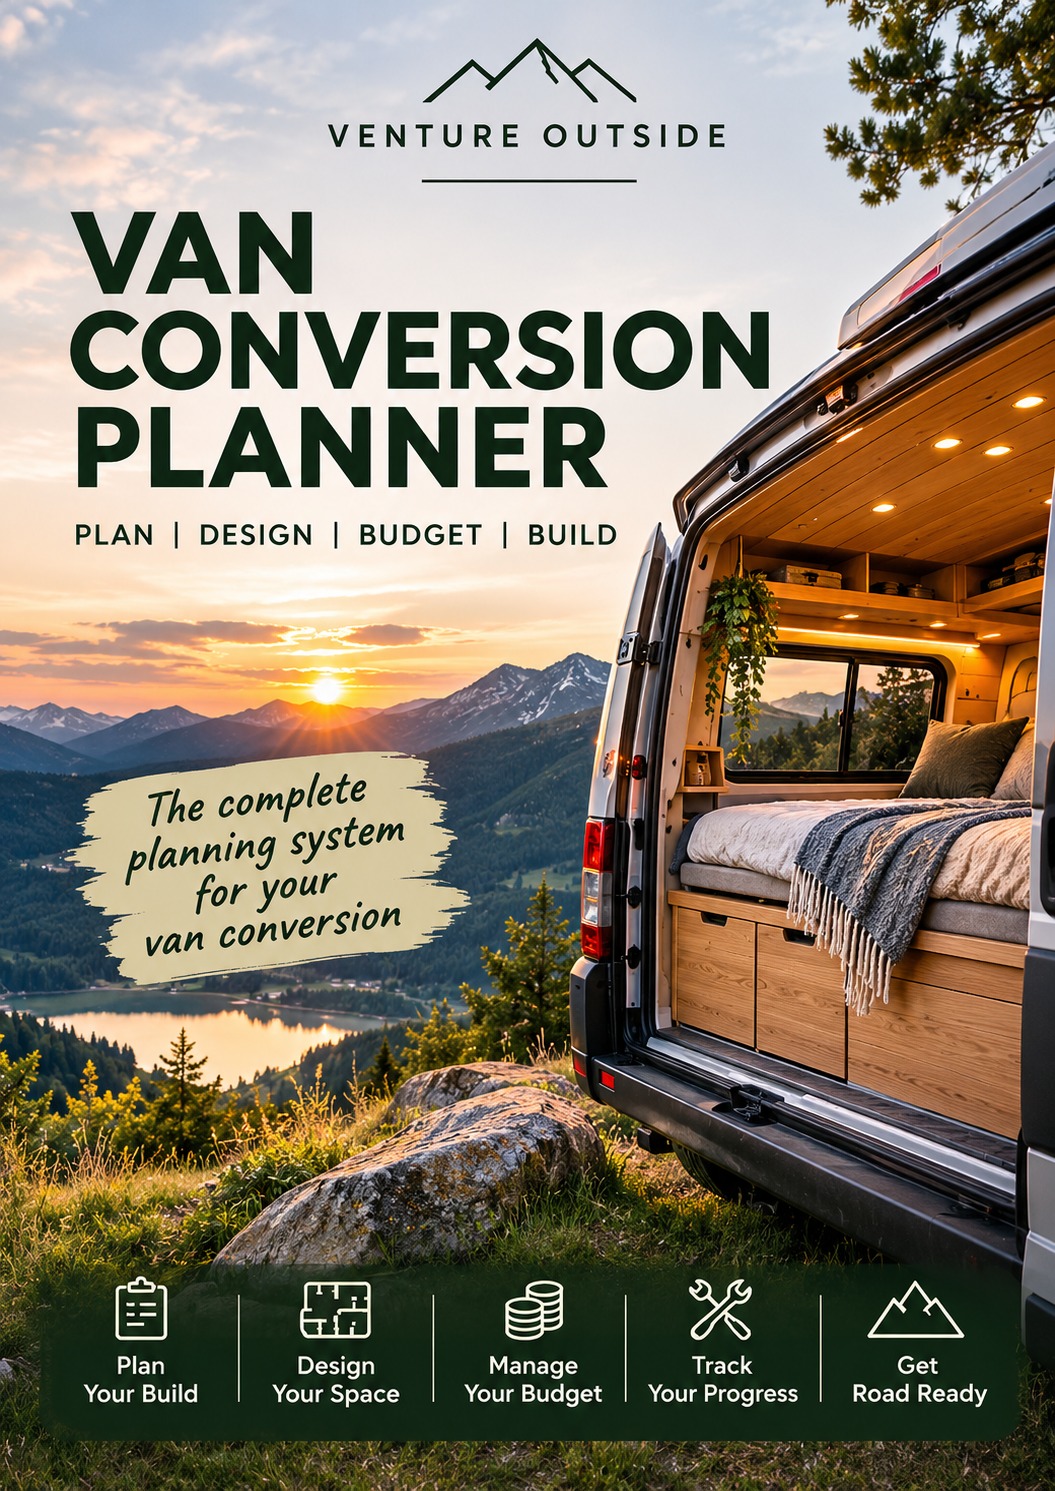 VENTURE OUTSIDE
VAN
CONVERSION
PLANNER
PLAN | DESIGN | BUDGET | BUILD
The complete
planning system
for your
van conversion
Plan
Your Build
Design
Your Space
Manage
Your Budget
Track
Your Progress
Get
Road Ready